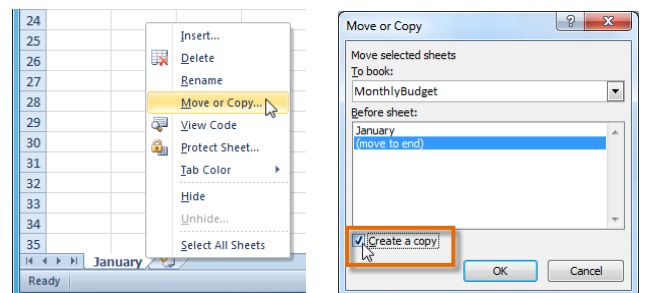 24
25
26
27
28
29
30
31
32
33
34
35
Insert...
Delete
Rename
Move or Copy...
View Code
Protect Sheet...
Tab Color
Hide
Unhide...
Select All Sheets
January
Ready
Move or Copy
Move selected sheets
To book:
MonthlyBudget
Before sheet:
January
(move to end)
Create a copy
OK Cancel